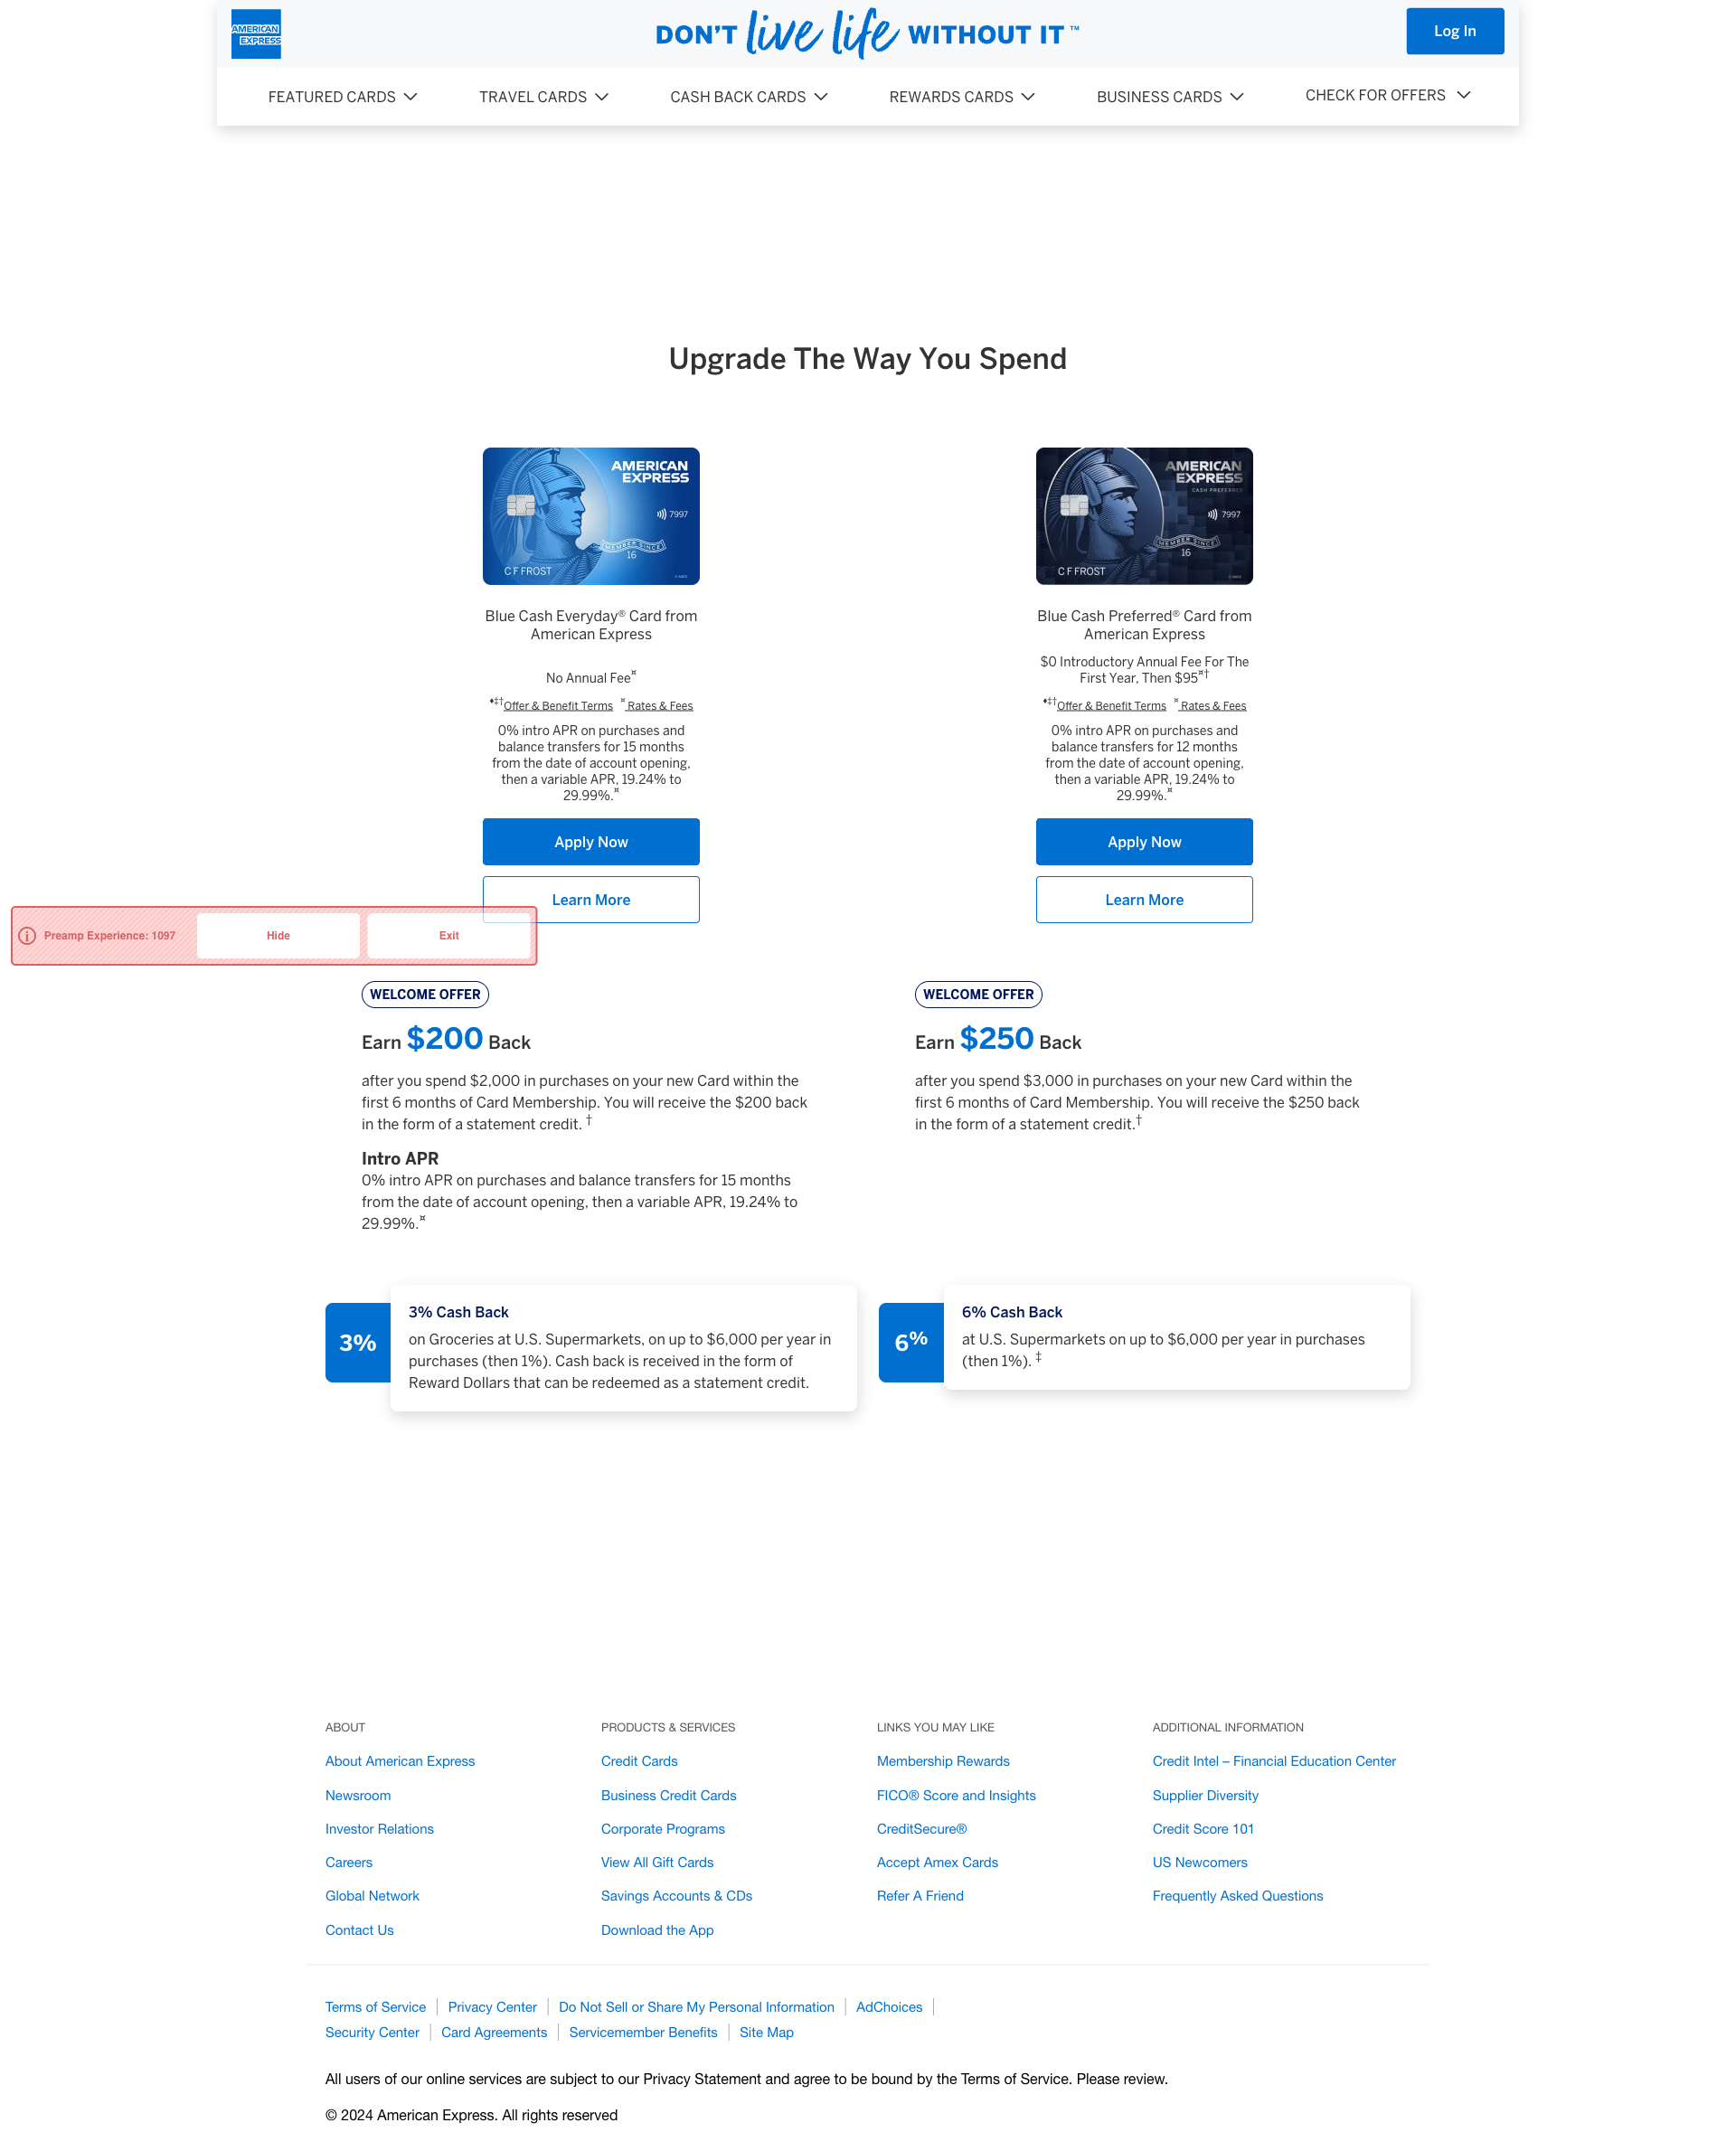 AMERICAN
EXPRESS
DON'T live life WITHOUT IT ™
Log In
FEATURED CARDS
TRAVEL CARDS
CASH BACK CARDS
REWARDS CARDS
BUSINESS CARDS
CHECK FOR OFFERS
Upgrade The Way You Spend
AMERICAN
EXPRESS
7997
MEMBER SINCE
16
C F FROST
Blue Cash Everyday® Card from
American Express
No Annual Fee¤
♦‡†Offer & Benefit Terms ¤ Rates & Fees
0% intro APR on purchases and
balance transfers for 15 months
from the date of account opening,
then a variable APR, 19.24% to
29.99%.¤
Apply Now
Learn More
AMERICAN
EXPRESS
CASH PREFERRED
7997
MEMBER SINCE
16
C F FROST
Blue Cash Preferred® Card from
American Express
$0 Introductory Annual Fee For The
First Year, Then $95¤†
♦‡†Offer & Benefit Terms ¤ Rates & Fees
0% intro APR on purchases and
balance transfers for 12 months
from the date of account opening,
then a variable APR, 19.24% to
29.99%.¤
Apply Now
Learn More
Preamp Experience: 1097
Hide
Exit
WELCOME OFFER
Earn $200 Back
after you spend $2,000 in purchases on your new Card within the
first 6 months of Card Membership. You will receive the $200 back
in the form of a statement credit. †
Intro APR
0% intro APR on purchases and balance transfers for 15 months
from the date of account opening, then a variable APR, 19.24% to
29.99%.¤
WELCOME OFFER
Earn $250 Back
after you spend $3,000 in purchases on your new Card within the
first 6 months of Card Membership. You will receive the $250 back
in the form of a statement credit.†
3%
3% Cash Back
on Groceries at U.S. Supermarkets, on up to $6,000 per year in
purchases (then 1%). Cash back is received in the form of
Reward Dollars that can be redeemed as a statement credit.
6%
6% Cash Back
at U.S. Supermarkets on up to $6,000 per year in purchases
(then 1%). ‡
ABOUT
About American Express
Newsroom
Investor Relations
Careers
Global Network
Contact Us
PRODUCTS & SERVICES
Credit Cards
Business Credit Cards
Corporate Programs
View All Gift Cards
Savings Accounts & CDs
Download the App
LINKS YOU MAY LIKE
Membership Rewards
FICO® Score and Insights
CreditSecure®
Accept Amex Cards
Refer A Friend
ADDITIONAL INFORMATION
Credit Intel – Financial Education Center
Supplier Diversity
Credit Score 101
US Newcomers
Frequently Asked Questions
Terms of Service | Privacy Center | Do Not Sell or Share My Personal Information | AdChoices |
Security Center | Card Agreements | Servicemember Benefits | Site Map
All users of our online services are subject to our Privacy Statement and agree to be bound by the Terms of Service. Please review.
© 2024 American Express. All rights reserved